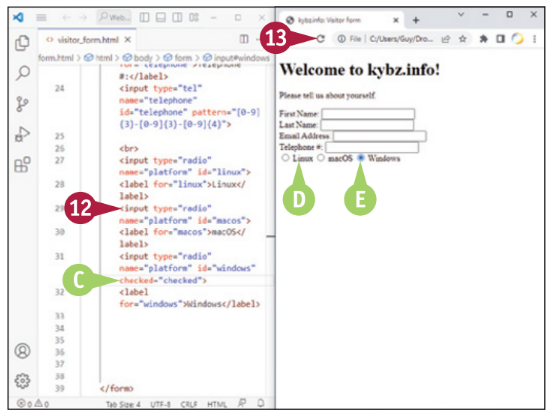 Web...
visitor_form.html
form.html > html > body > form > input#windows
for="telephone">Telephone
#:</label>
24 <input type="tel"
name="telephone"
id="telephone" pattern="[0-9]
{3}-[0-9]{3}-[0-9]{4}">
25
26 <br>
27 <input type="radio"
name="platform" id="linux">
28 <label for="linux">Linux</
label>
29 <input type="radio"
12
name="platform" id="macos">
30 <label for="macos">macOS</
label>
31 <input type="radio"
name="platform" id="windows"
C
checked="checked">
32 <label
for="windows">Windows</label>
33
34
35
36
37
38
39 </form>
0 0 Tab Size: 4 UTF-8 CRLF HTML
kybz.info: Visitor Form
13
File C:/Users/Guy/Dro...
Welcome to kybz.info!
Please tell us about yourself.
First Name:
Last Name:
Email Address:
Telephone #:
Linux macOS Windows
D E